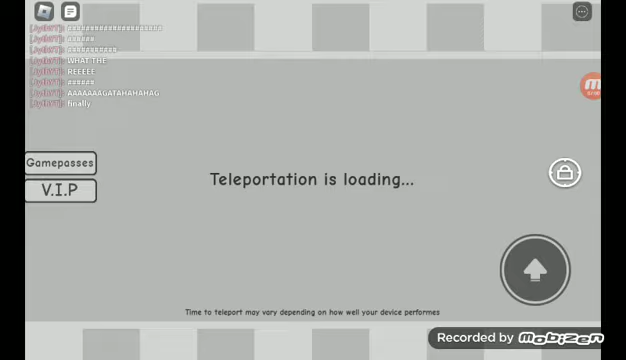 #####################
######
###########
WHAT THE
REEEEE
######
AAAAAAAGATAHAHAHAG
finally
Gamepasses
V.I.P
Teleportation is loading...
Time to teleport may vary depending on how well your device performes
Recorded by mobizen